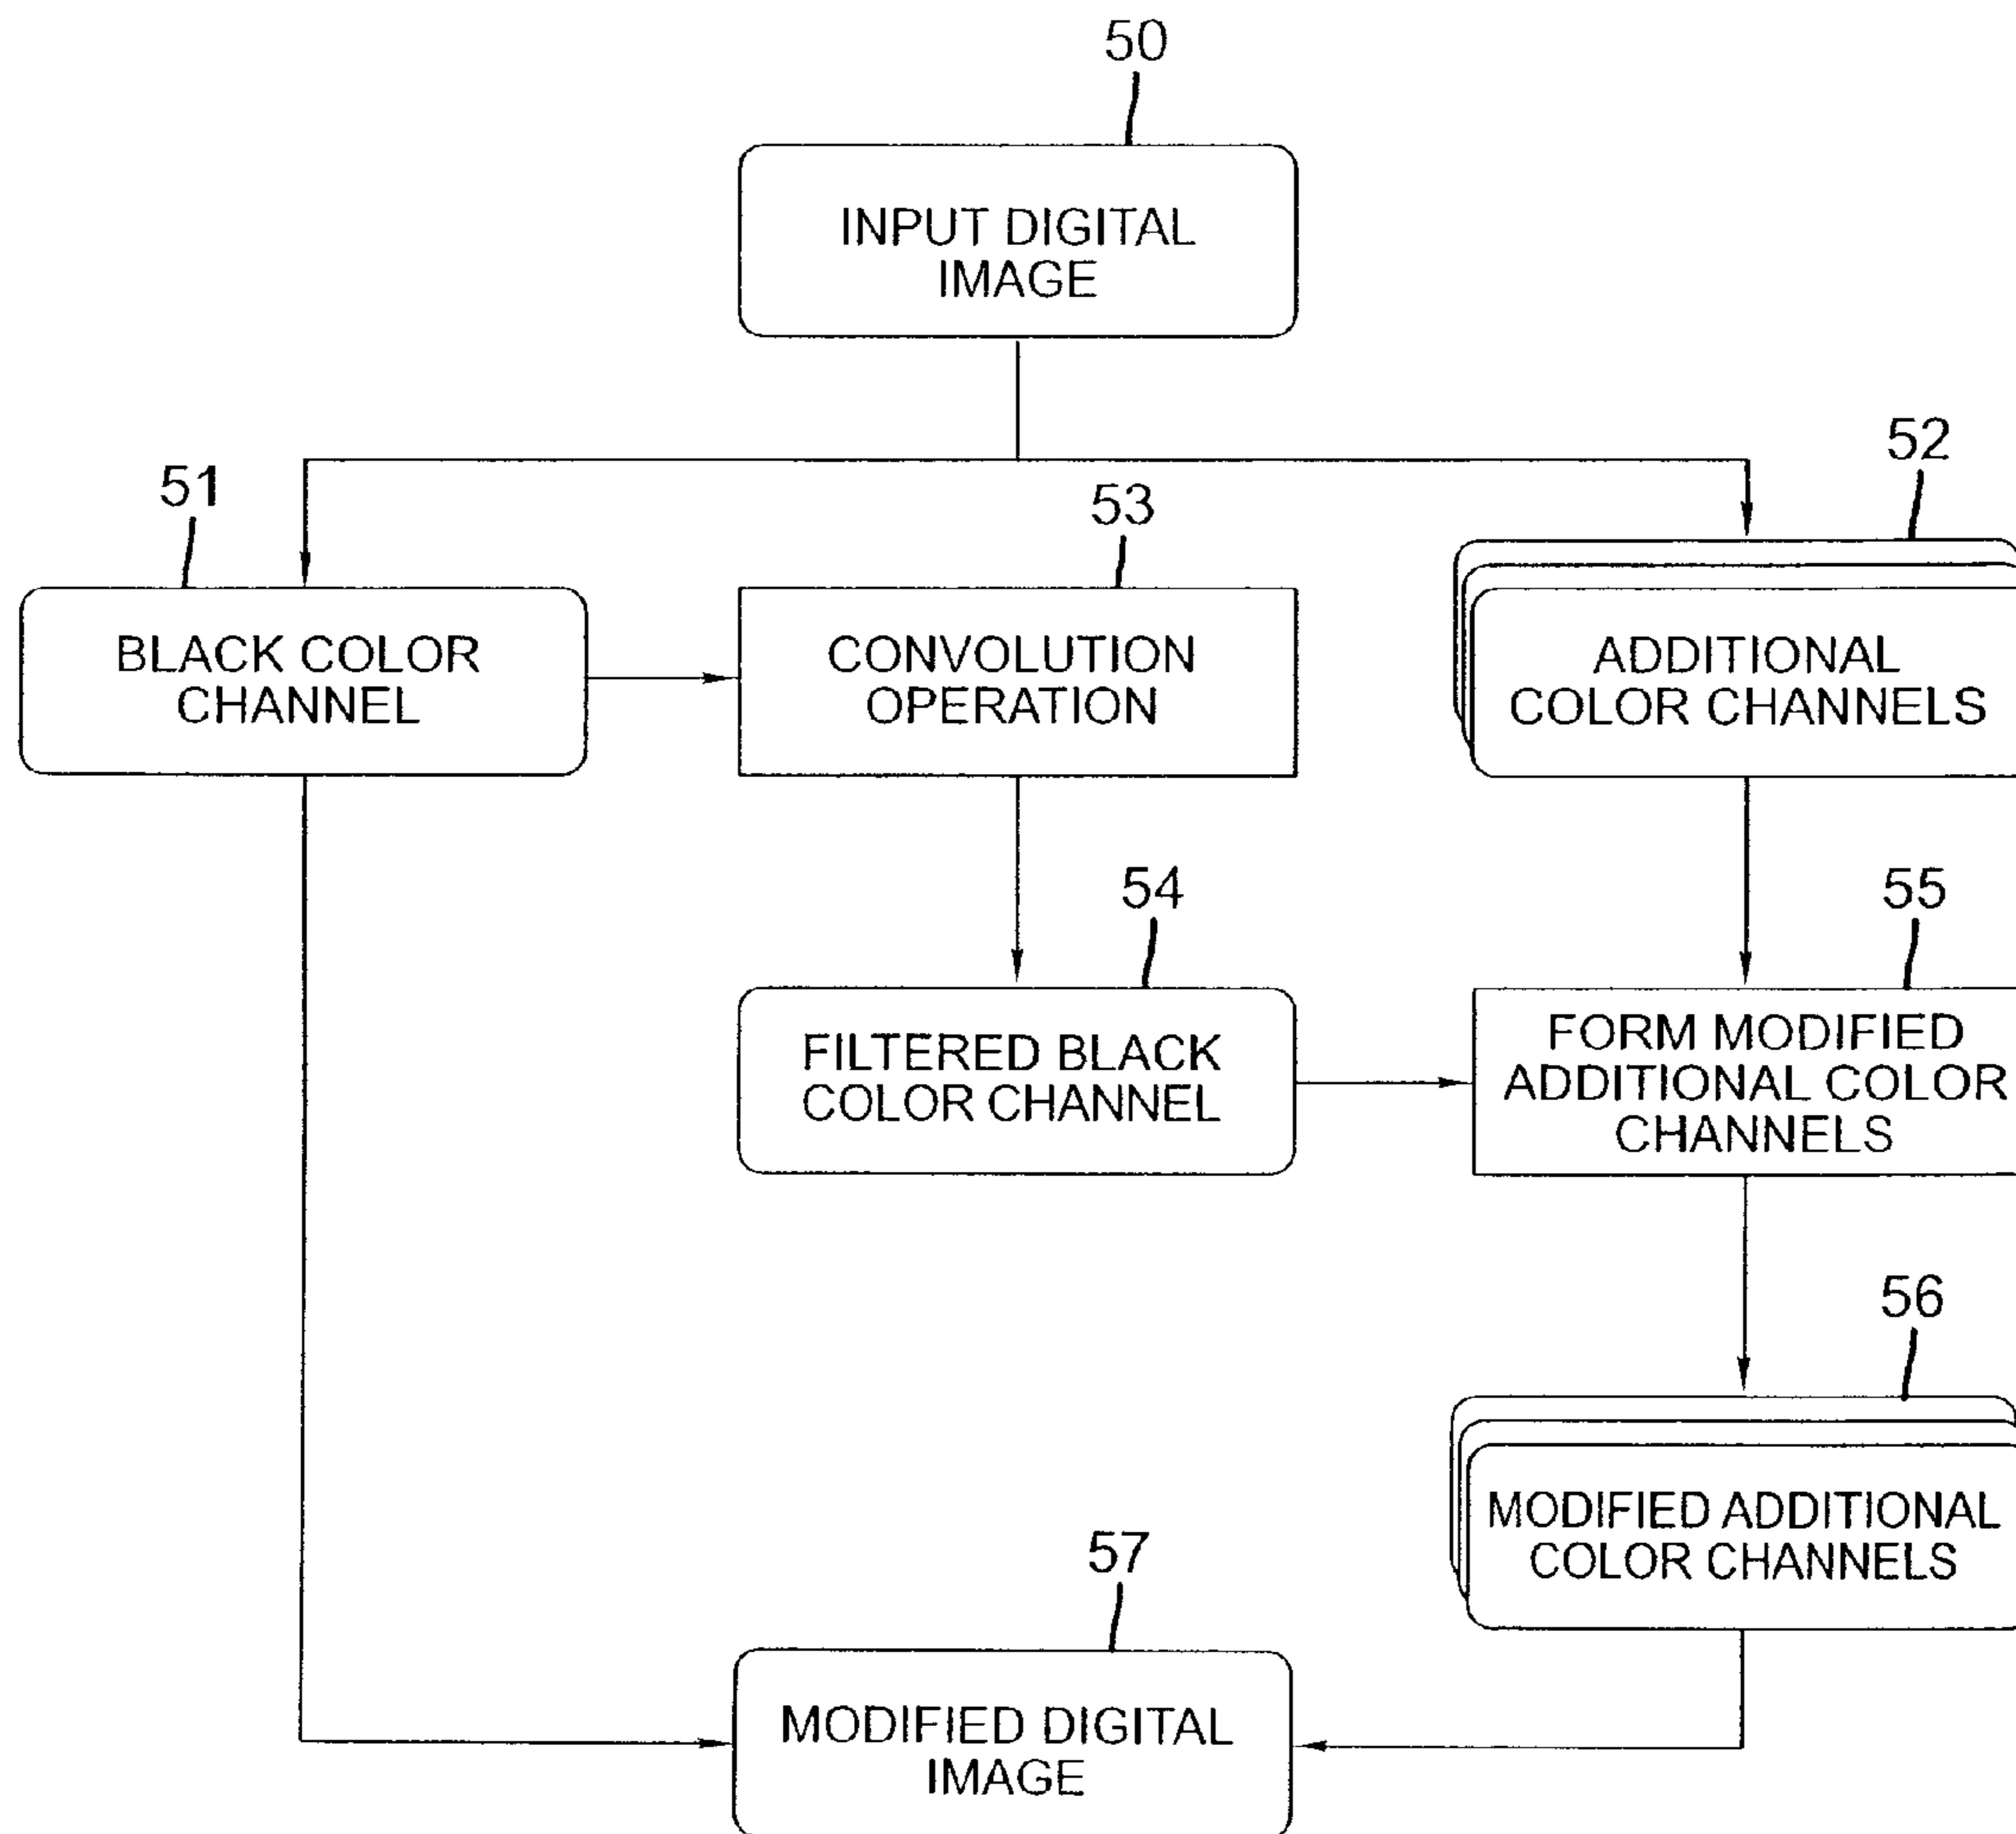 50
INPUT DIGITAL
IMAGE
51
BLACK COLOR
CHANNEL
53
CONVOLUTION
OPERATION
52
ADDITIONAL
COLOR CHANNELS
54
FILTERED BLACK
COLOR CHANNEL
55
FORM MODIFIED
ADDITIONAL COLOR
CHANNELS
56
MODIFIED ADDITIONAL
COLOR CHANNELS
57
MODIFIED DIGITAL
IMAGE